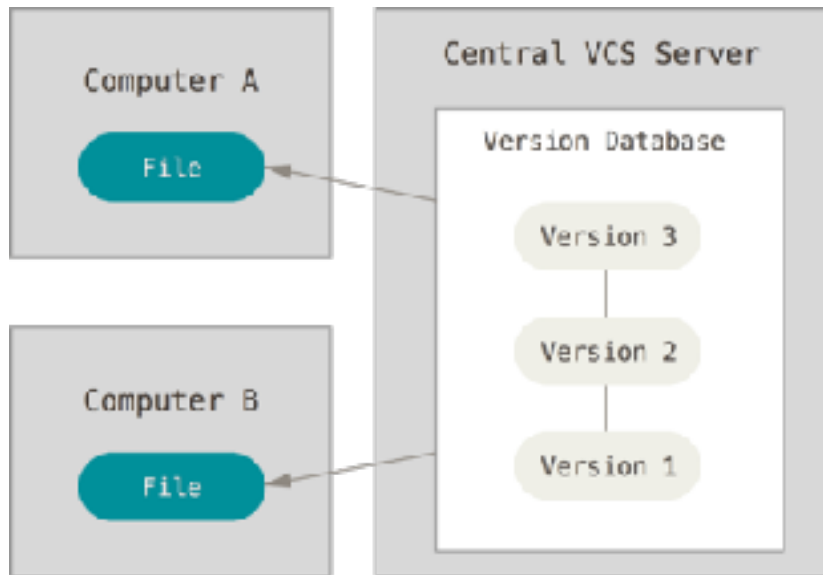 Computer A
File
Computer B
File
Central VCS Server
Version Database
Version 3
Version 2
Version 1